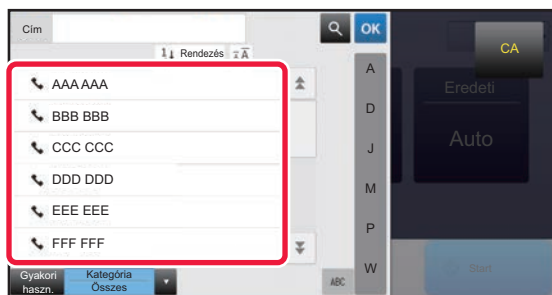 Cím
OK
CA
Rendezés
A
AAA AAA
Eredeti
BBB BBB
D
CCC CCC
J
Auto
DDD DDD
M
EEE EEE
P
FFF FFF
W
Start
Gyakori haszn.
Kategória
Összes
ABC